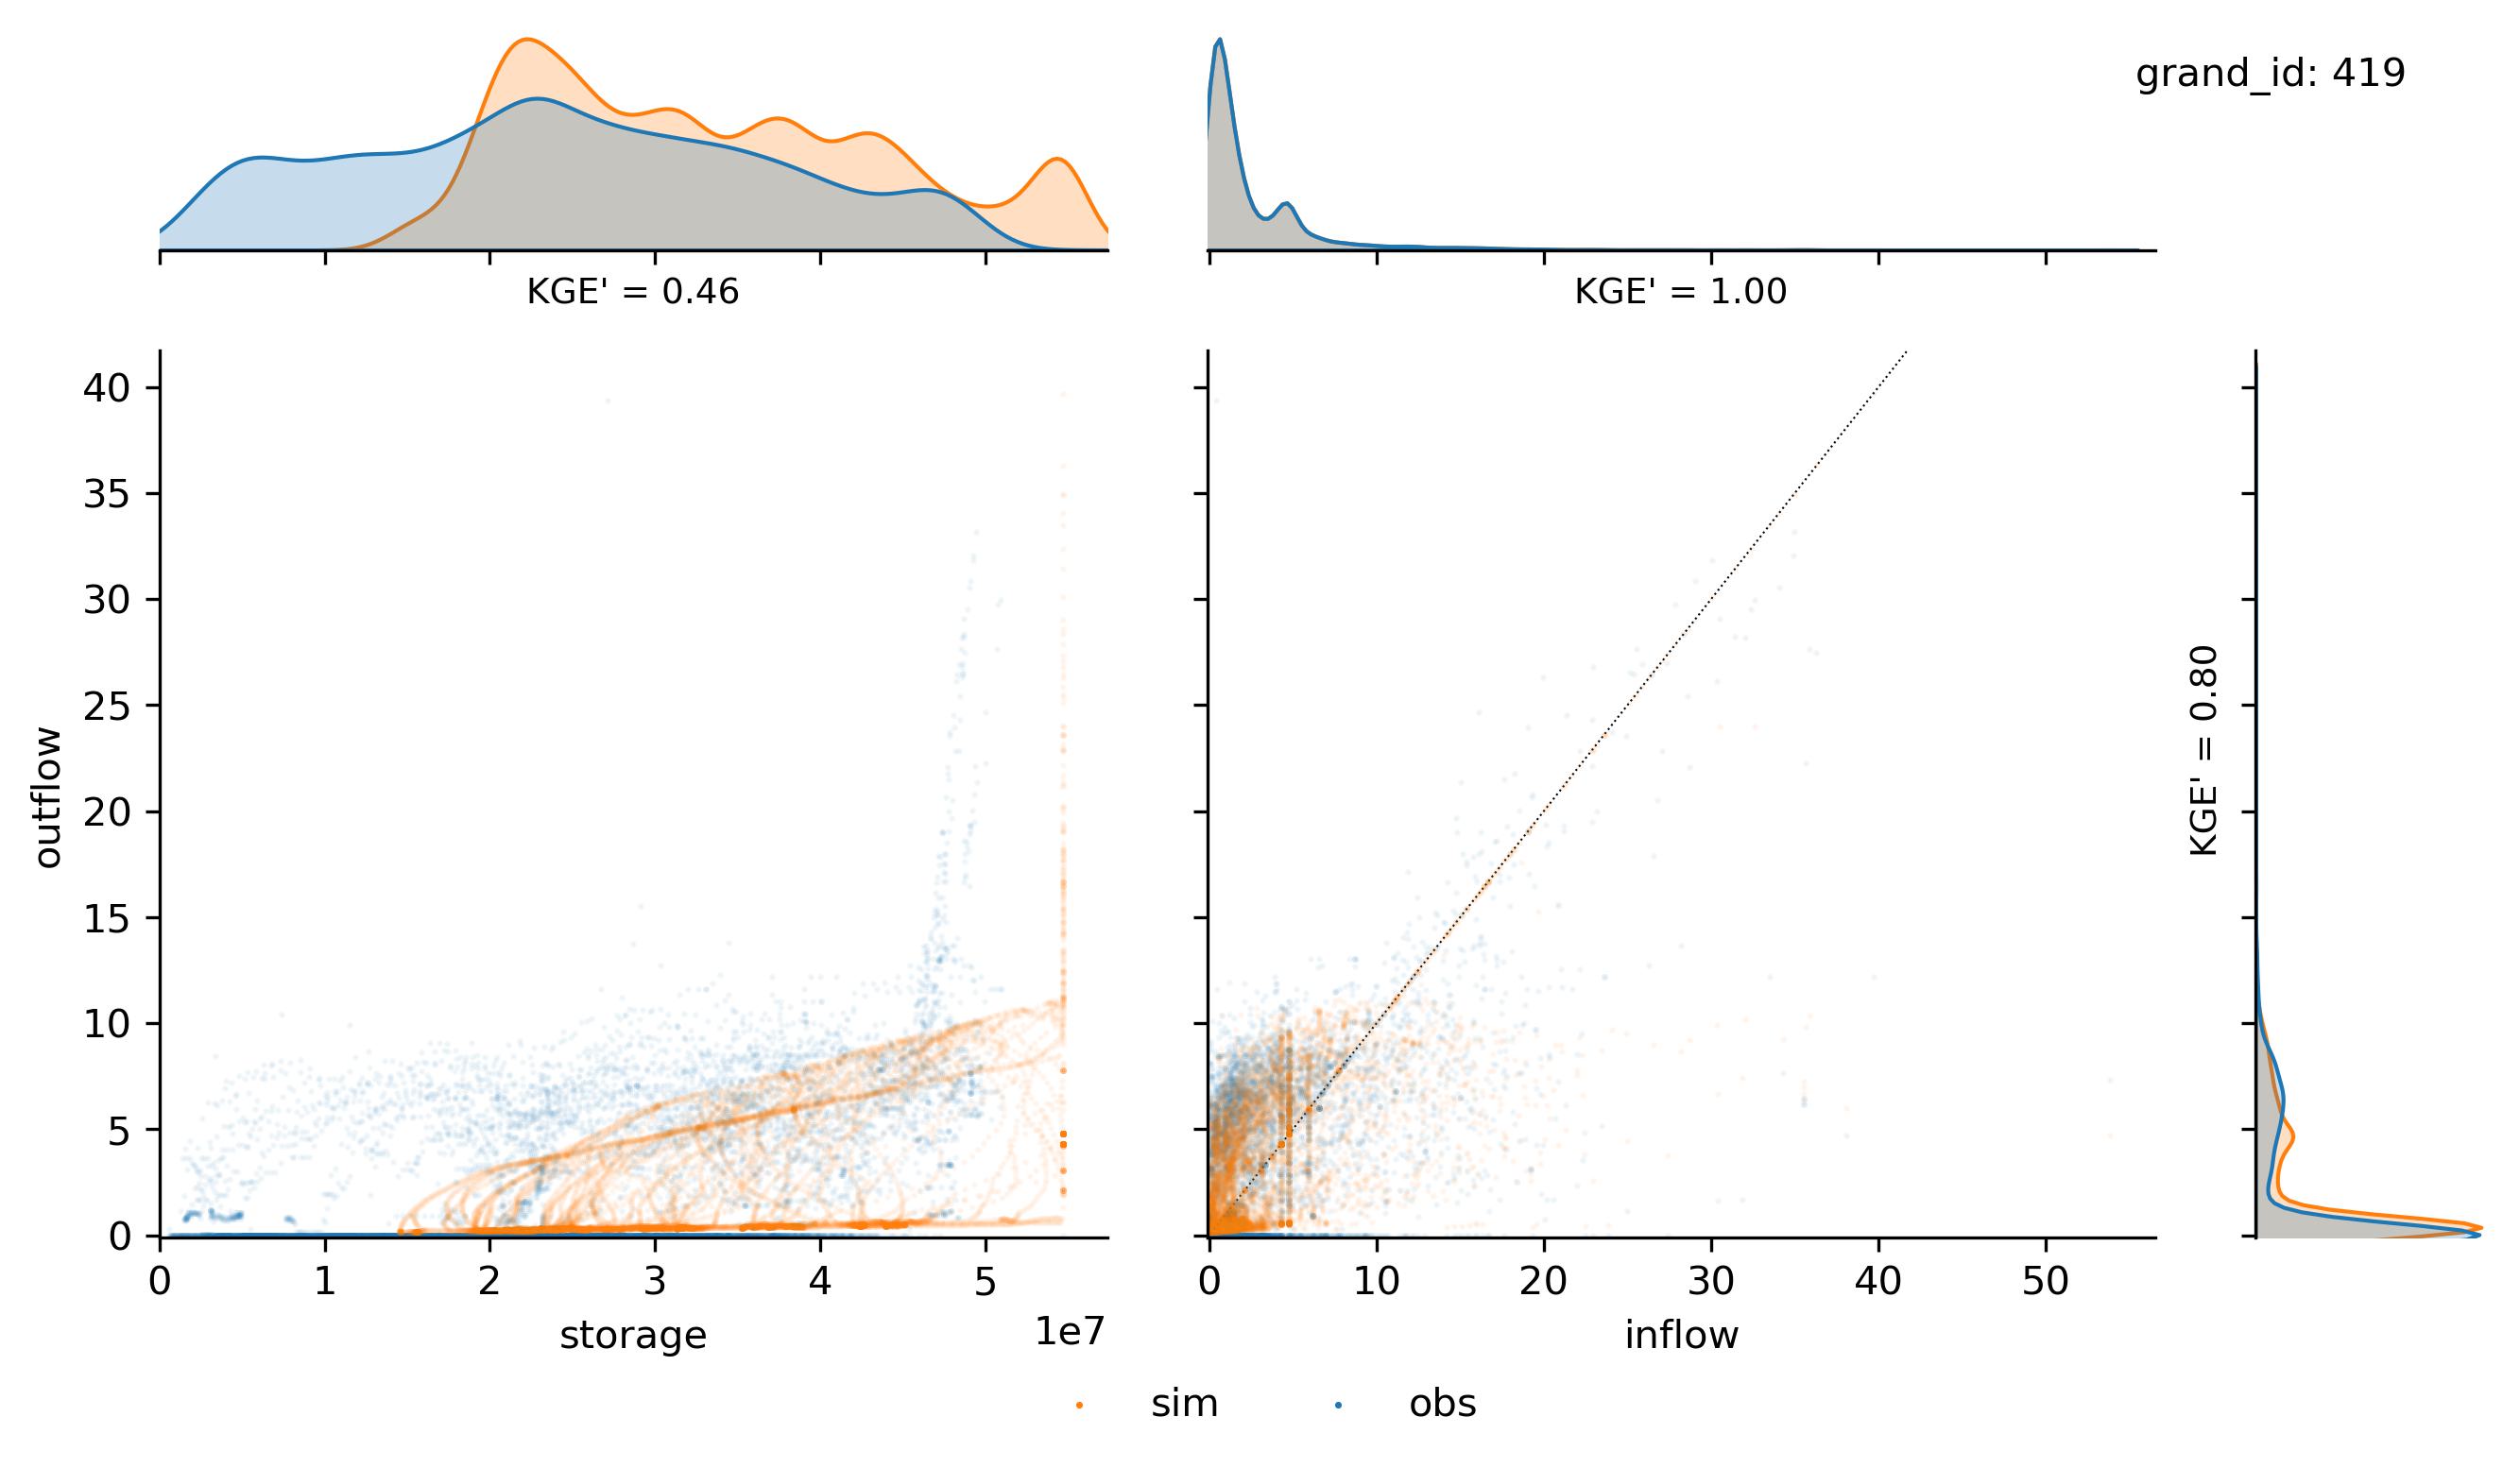 grand_id: 419
KGE' = 0.46
KGE' = 1.00
40
35
30
25
20
15
10
5
0
outflow
KGE' = 0.80
0 1 2 3 4 5
1e7
storage
0 10 20 30 40 50
inflow
sim obs